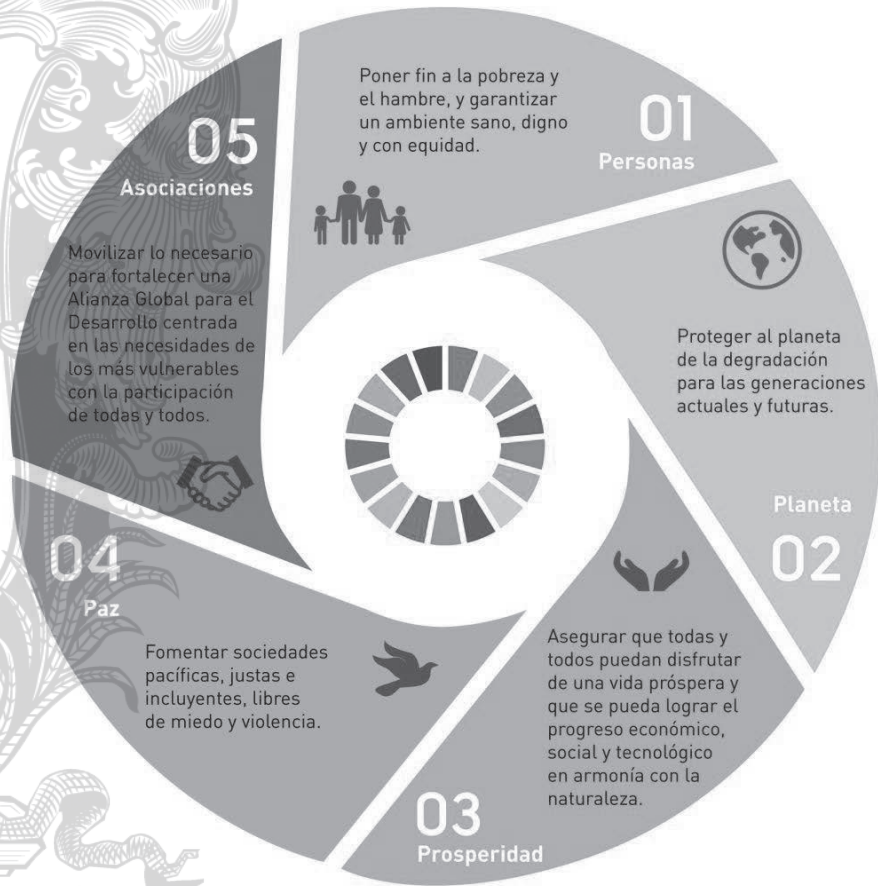 Poner fin a la pobreza y
el hambre, y garantizar
un ambiente sano, digno
y con equidad.
01
Personas
Proteger al planeta
de la degradación
para las generaciones
actuales y futuras.
Planeta
02
Asegurar que todas y
todos puedan disfrutar
de una vida próspera y
que se pueda lograr el
progreso económico,
social y tecnológico
en armonía con la
naturaleza.
03
Prosperidad
04
Paz
Fomentar sociedades
pacíficas, justas e
incluyentes, libres
de miedo y violencia.
05
Asociaciones
Movilizar lo necesario
para fortalecer una
Alianza Global para el
Desarrollo centrada
en las necesidades de
los más vulnerables
con la participación
de todas y todos.